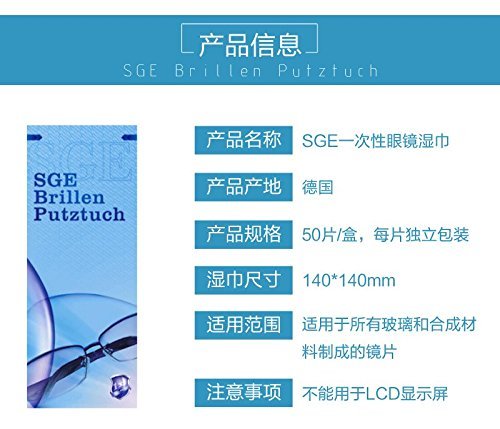 产品信息
SGE Brillen Putztuch
SGE
SGE
Brillen
Putztuch
产品名称 SGE一次性眼镜湿巾
产品产地 德国
产品规格 50片/盒，每片独立包装
湿巾尺寸 140*140mm
适用范围 适用于所有玻璃和合成材
料制成的镜片
注意事项 不能用于LCD显示屏